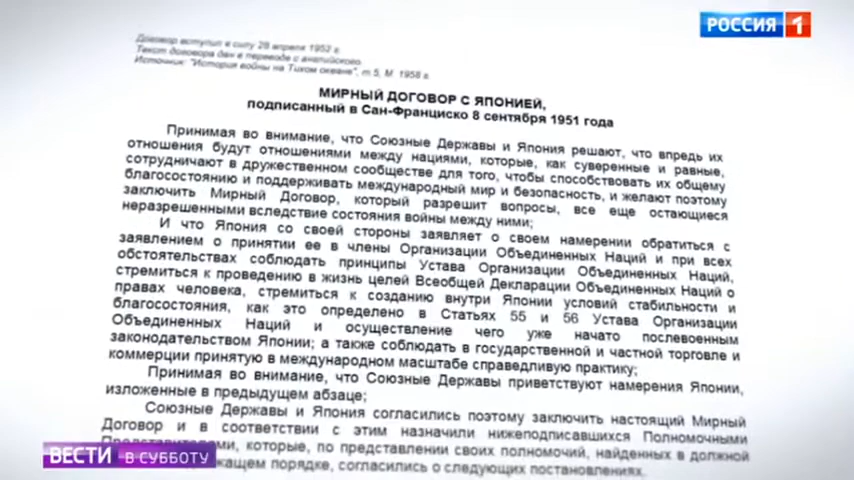 РОССИЯ 1
Договор вступил в силу 28 апреля 1952 г.
Текст договора дан в переводе с английского.
Источник: "История войны на Тихом океане", т.5, М. 1958 г.
МИРНЫЙ ДОГОВОР С ЯПОНИЕЙ,
подписанный в Сан-Франциско 8 сентября 1951 года
Принимая во внимание, что Союзные Державы и Япония решают, что впредь их
отношения будут отношениями между нациями, которые, как суверенные и равные,
сотрудничают в дружественном сообществе для того, чтобы способствовать их общему
благосостоянию и поддерживать международный мир и безопасность, и желают поэтому
заключить Мирный Договор, который разрешит вопросы, все еще остающиеся
неразрешенными вследствие состояния войны между ними;
И что Япония со своей стороны заявляет о своем намерении обратиться с
заявлением о принятии ее в члены Организации Объединенных Наций и при всех
обстоятельствах соблюдать принципы Устава Организации Объединенных Наций,
стремиться к проведению в жизнь целей Всеобщей Декларации Объединенных Наций о
правах человека, стремиться к созданию внутри Японии условий стабильности и
благосостояния, как это определено в Статьях 55 и 56 Устава Организации
Объединенных Наций и осуществление чего уже начато послевоенным
законодательством Японии; а также соблюдать в государственной и частной торговле и
коммерции принятую в международном масштабе справедливую практику;
Принимая во внимание, что Союзные Державы приветствуют намерения Японии,
изложенные в предыдущем абзаце;
Союзные Державы и Япония согласились поэтому заключить настоящий Мирный
Договор и в соответствии с этим назначили нижеподписавшихся Полномочными
Представителями, которые, по представлении своих полномочий, найденных в должной
порядке, согласились о следующих постановлениях.
ВЕСТИ В СУББОТУ